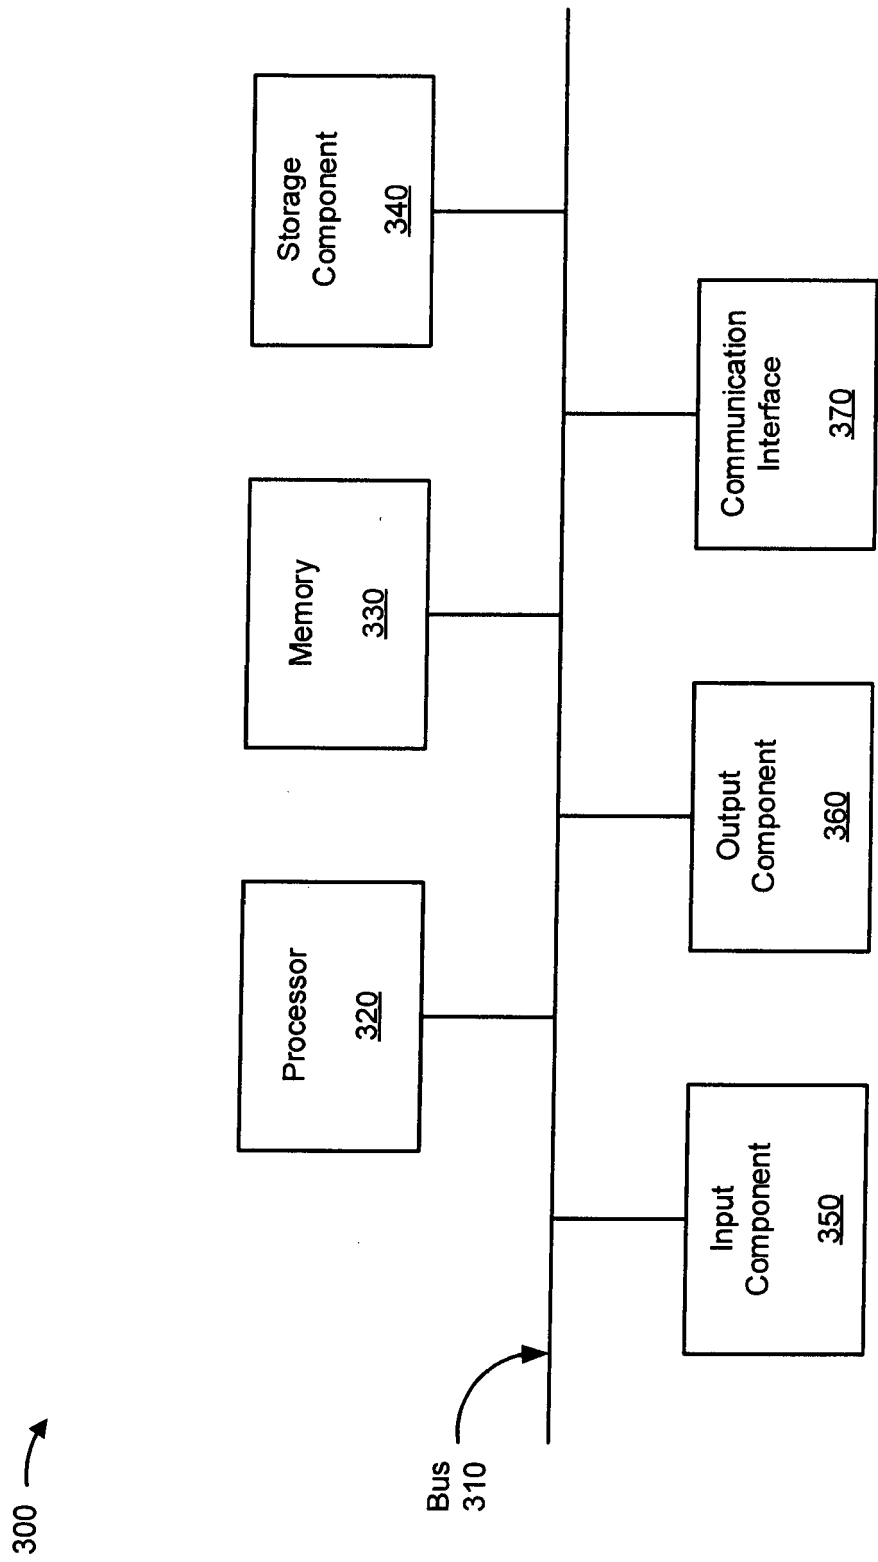 300
Processor
320
Memory
330
Storage
Component
340
Bus
310
Input
Component
350
Output
Component
360
Communication
Interface
370